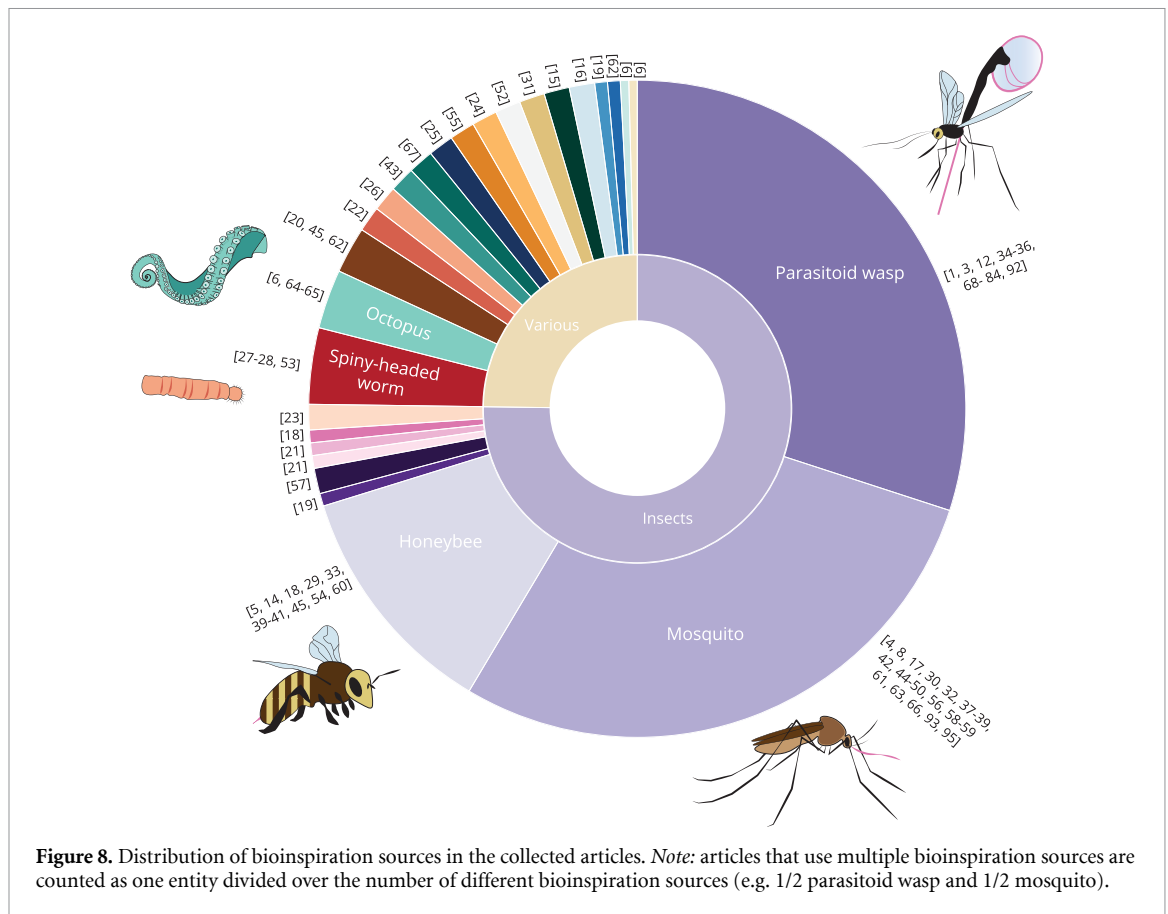 [6]
[6]
[62]
[19]
[16]
[15]
[31]
[52]
[24]
[55]
[25]
[67]
[43]
[26]
[22]
[20, 45, 62]
[6, 64-65]
[27-28, 53]
[23]
[18]
[21]
[21]
[57]
[19]
Parasitoid wasp
[1, 3, 12, 34-36,
68- 84, 92]
Various
Octopus
Spiny-headed
worm
Insects
Honeybee
[5, 14, 18, 29, 33,
39-41, 45, 54, 60]
Mosquito
[4, 8, 17, 30, 32, 37-39,
42, 44-50, 56, 58-59
61, 63, 66, 93, 95]
Figure 8. Distribution of bioinspiration sources in the collected articles. Note: articles that use multiple bioinspiration sources are
counted as one entity divided over the number of different bioinspiration sources (e.g. 1/2 parasitoid wasp and 1/2 mosquito).